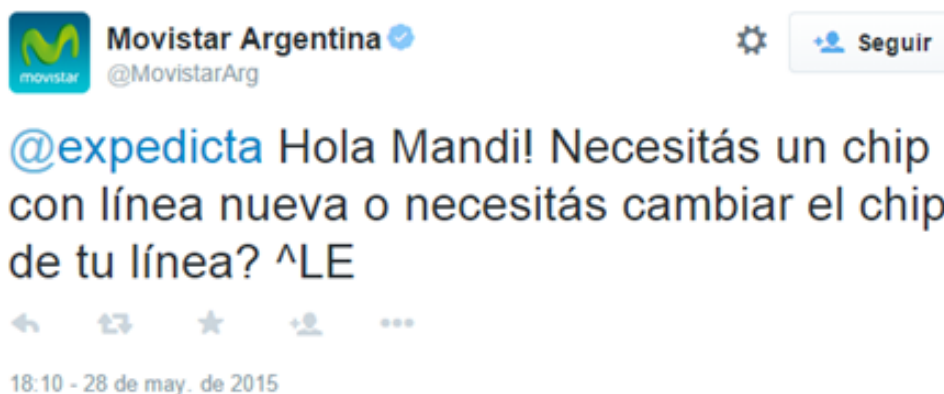 movistar
Movistar Argentina
@MovistarArg
Seguir
@expedicta Hola Mandi! Necesitás un chip
con línea nueva o necesitás cambiar el chip
de tu línea? ^LE
18:10 - 28 de may. de 2015